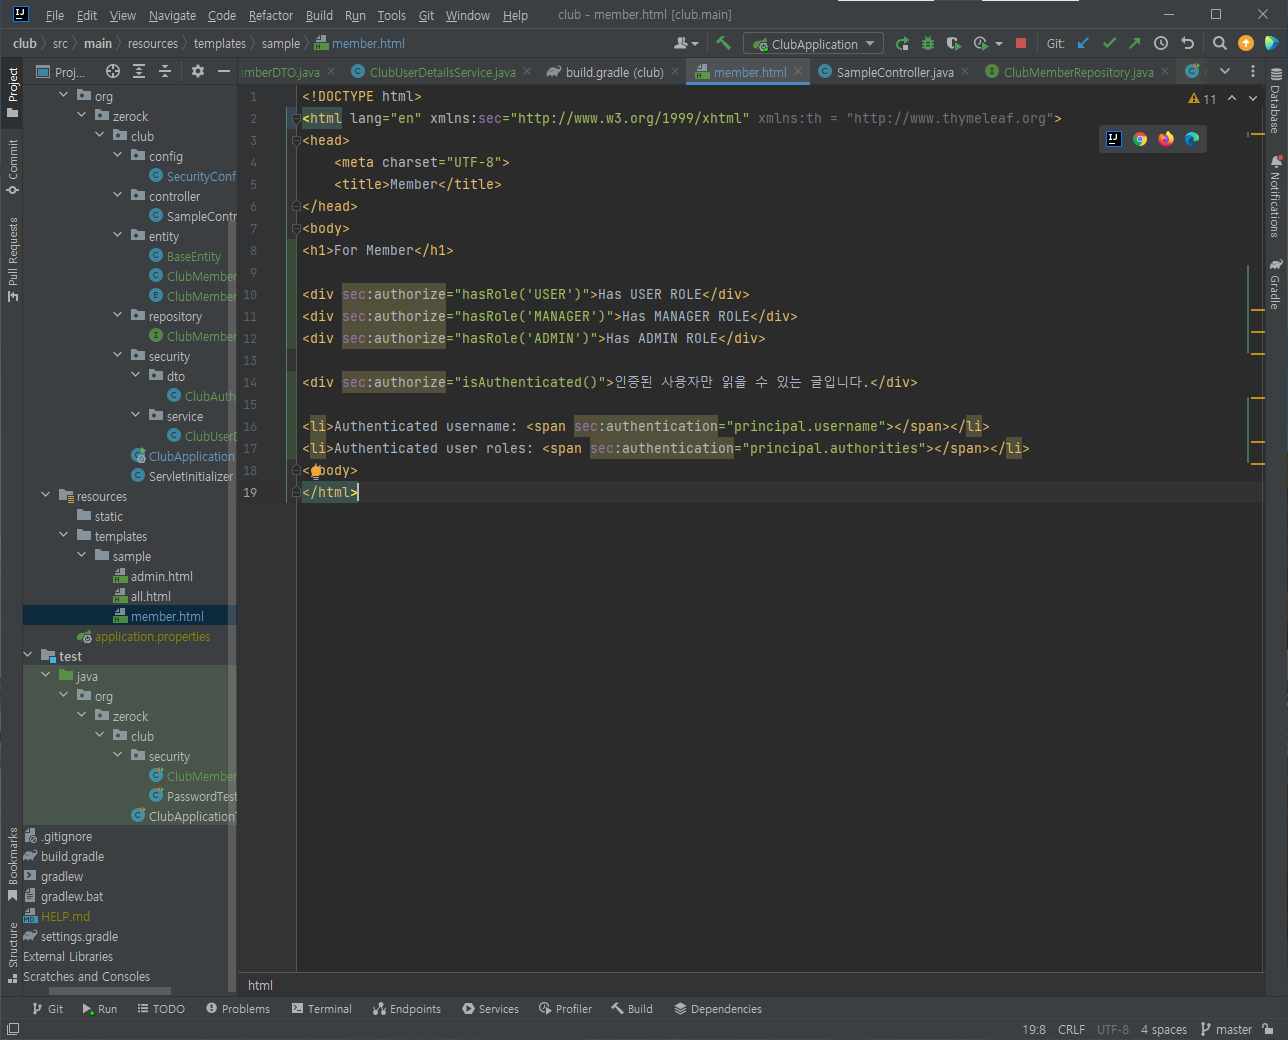 File Edit View Navigate Code Refactor Build Run Tools Git Window Help club - member.html [club.main]
club src main resources templates sample member.html ClubApplication Git:
Project
Commit
Pull Requests
Bookmarks
Structure
Proj... mberDTO.java ClubUserDetailsService.java build.gradle (club) member.html SampleController.java ClubMemberRepository.java
org
zerock
club
config
SecurityConf
controller
SampleContr
entity
BaseEntity
ClubMember
ClubMember
repository
ClubMember
security
dto
ClubAuth
service
ClubUserD
ClubApplication
ServletInitializer
resources
static
templates
sample
admin.html
all.html
member.html
application.properties
test
java
org
zerock
club
security
ClubMember
PasswordTest
ClubApplicationT
.gitignore
build.gradle
gradlew
gradlew.bat
HELP.md
settings.gradle
External Libraries
Scratches and Consoles
11
1 <!DOCTYPE html>
2 <html lang="en" xmlns:sec="http://www.w3.org/1999/xhtml" xmlns:th = "http://www.thymeleaf.org">
3 <head>
4 <meta charset="UTF-8">
5 <title>Member</title>
6 </head>
7 <body>
8 <h1>For Member</h1>
9
10 <div sec:authorize="hasRole('USER')">Has USER ROLE</div>
11 <div sec:authorize="hasRole('MANAGER')">Has MANAGER ROLE</div>
12 <div sec:authorize="hasRole('ADMIN')">Has ADMIN ROLE</div>
13
14 <div sec:authorize="isAuthenticated()">인증된 사용자만 읽을 수 있는 글입니다.</div>
15
16 <li>Authenticated username: <span sec:authentication="principal.username"></span></li>
17 <li>Authenticated user roles: <span sec:authentication="principal.authorities"></span></li>
18 </body>
19 </html>
Database
Notifications
Gradle
html
Git Run TODO Problems Terminal Endpoints Services Profiler Build Dependencies
19:8 CRLF UTF-8 4 spaces master